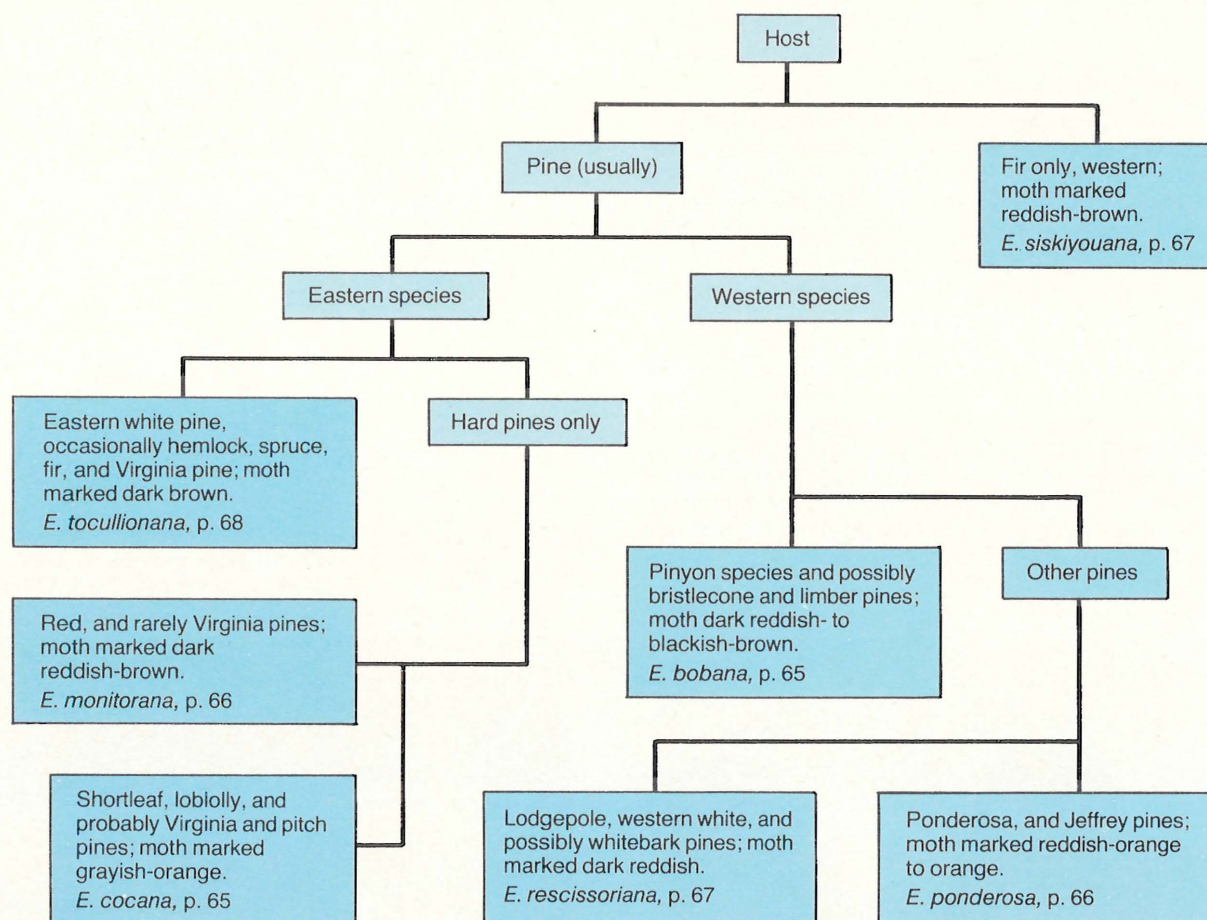 Host
Pine (usually)
Fir only, western;
moth marked
reddish-brown.
E. siskiyouana, p. 67
Eastern species
Western species
Eastern white pine,
occasionally hemlock, spruce,
fir, and Virginia pine; moth
marked dark brown.
E. tocullionana, p. 68
Hard pines only
Pinyon species and possibly
bristlecone and limber pines;
moth dark reddish- to
blackish-brown.
E. bobana, p. 65
Other pines
Red, and rarely Virginia pines;
moth marked dark
reddish-brown.
E. monitorana, p. 66
Shortleaf, loblolly, and
probably Virginia and pitch
pines; moth marked
grayish-orange.
E. cocana, p. 65
Lodgepole, western white, and
possibly whitebark pines; moth
marked dark reddish.
E. rescissoriana, p. 67
Ponderosa, and Jeffrey pines;
moth marked reddish-orange
to orange.
E. ponderosa, p. 66